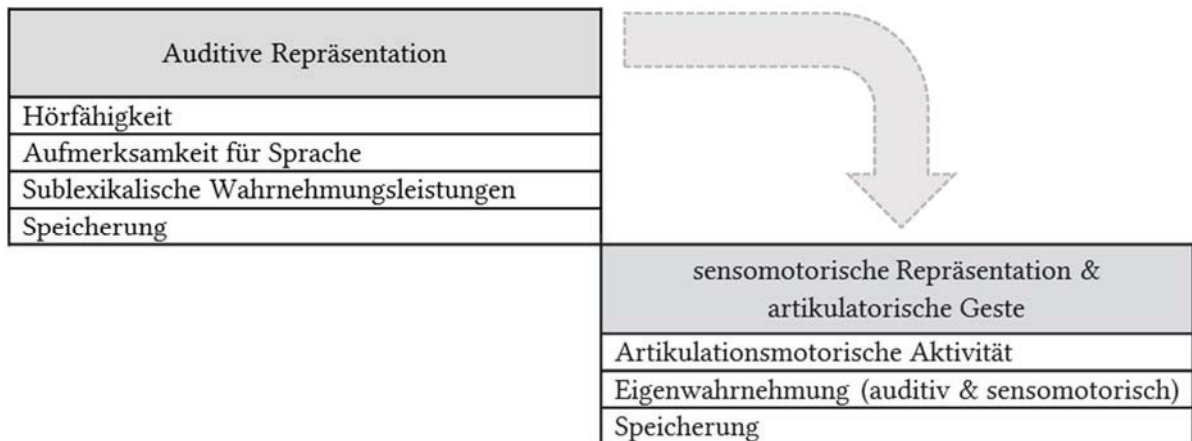 Auditive Repräsentation
Hörfähigkeit
Aufmerksamkeit für Sprache
Sublexikalische Wahrnehmungsleistungen
Speicherung
sensomotorische Repräsentation &
artikulatorische Geste
Artikulationsmotorische Aktivität
Eigenwahrnehmung (auditiv & sensomotorisch)
Speicherung